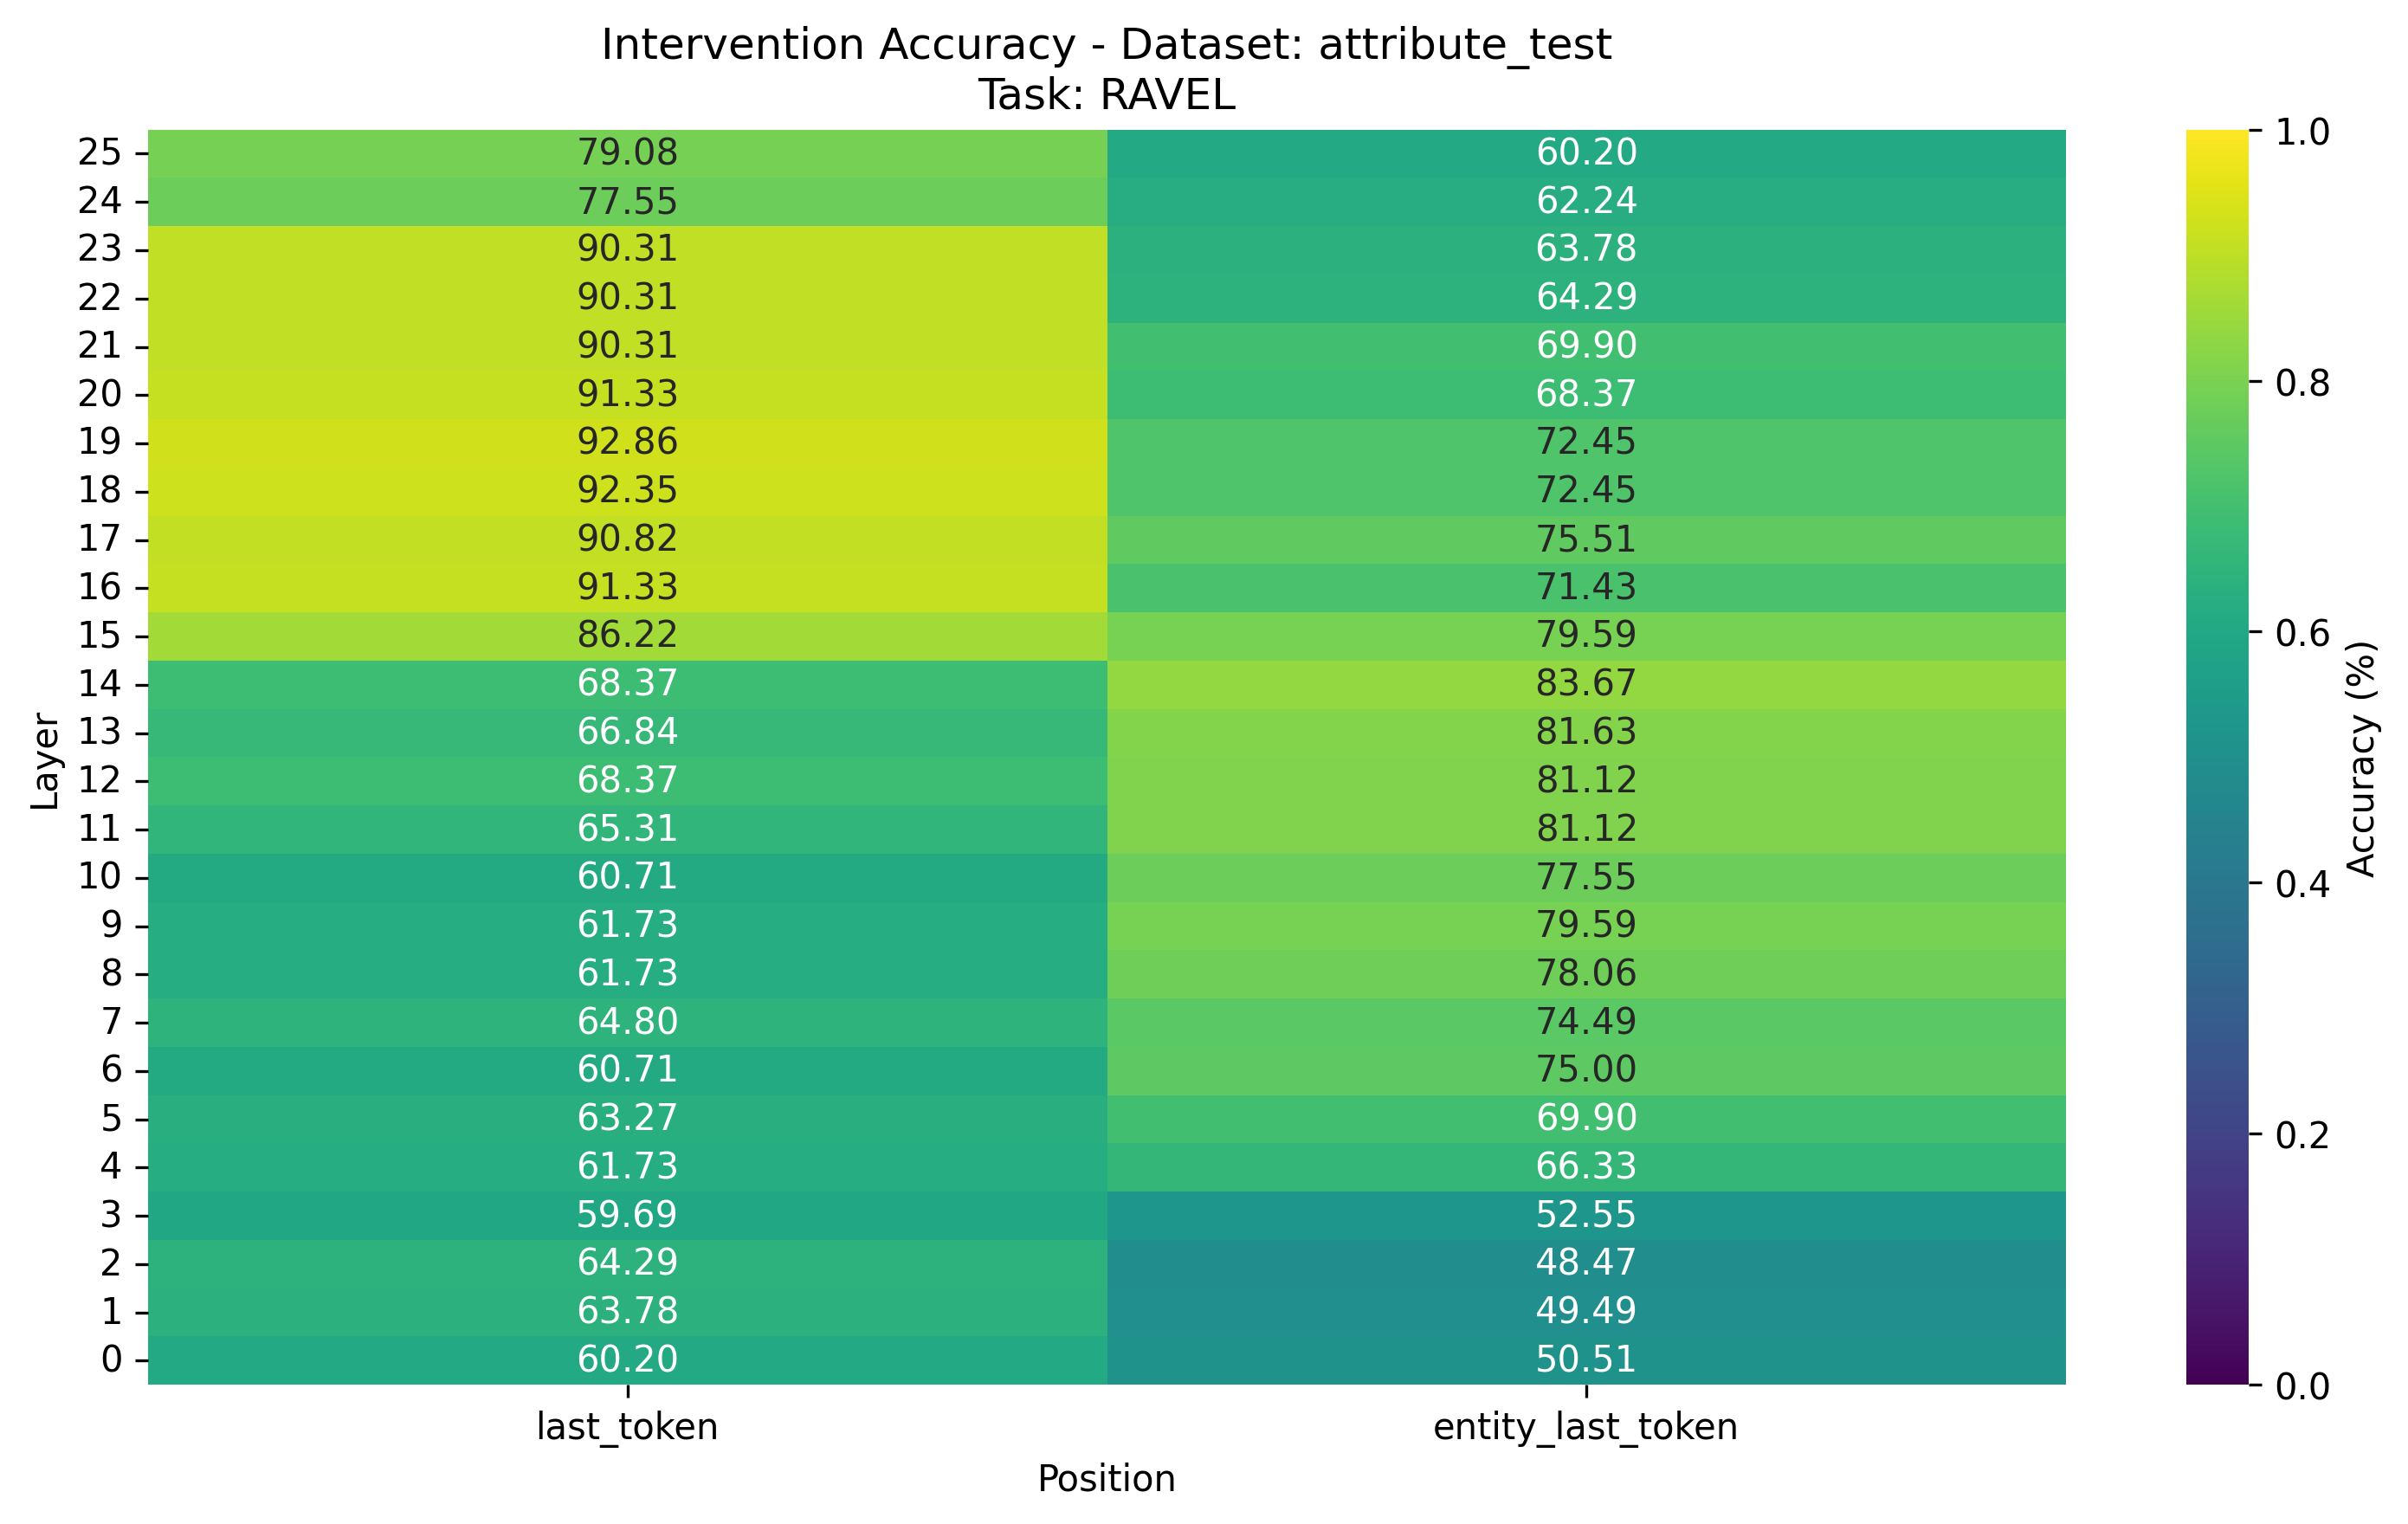 Intervention Accuracy - Dataset: attribute_test
Task: RAVEL
25 79.08 60.20
24 77.55 62.24
23 90.31 63.78
22 90.31 64.29
21 90.31 69.90
20 91.33 68.37
19 92.86 72.45
18 92.35 72.45
17 90.82 75.51
16 91.33 71.43
15 86.22 79.59
14 68.37 83.67
13 66.84 81.63
12 68.37 81.12
11 65.31 81.12
10 60.71 77.55
9 61.73 79.59
8 61.73 78.06
7 64.80 74.49
6 60.71 75.00
5 63.27 69.90
4 61.73 66.33
3 59.69 52.55
2 64.29 48.47
1 63.78 49.49
0 60.20 50.51
Layer
last_token entity_last_token
Position
1.0
0.8
0.6
0.4
0.2
0.0
Accuracy (%)